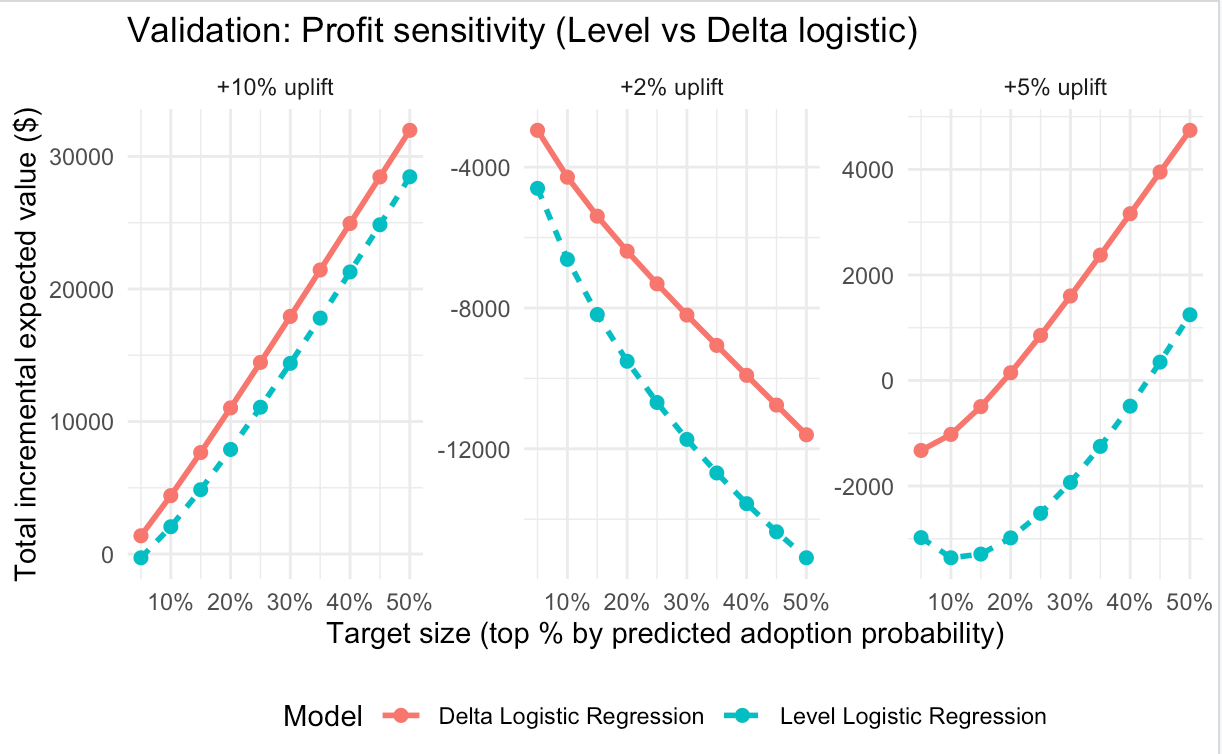 Validation: Profit sensitivity (Level vs Delta logistic)
+10% uplift
+2% uplift
+5% uplift
Total incremental expected value ($)
30000
20000
10000
0
-4000
-8000
-12000
4000
2000
0
-2000
10% 20% 30% 40% 50%
10% 20% 30% 40% 50%
10% 20% 30% 40% 50%
Target size (top % by predicted adoption probability)
Model
Delta Logistic Regression
Level Logistic Regression